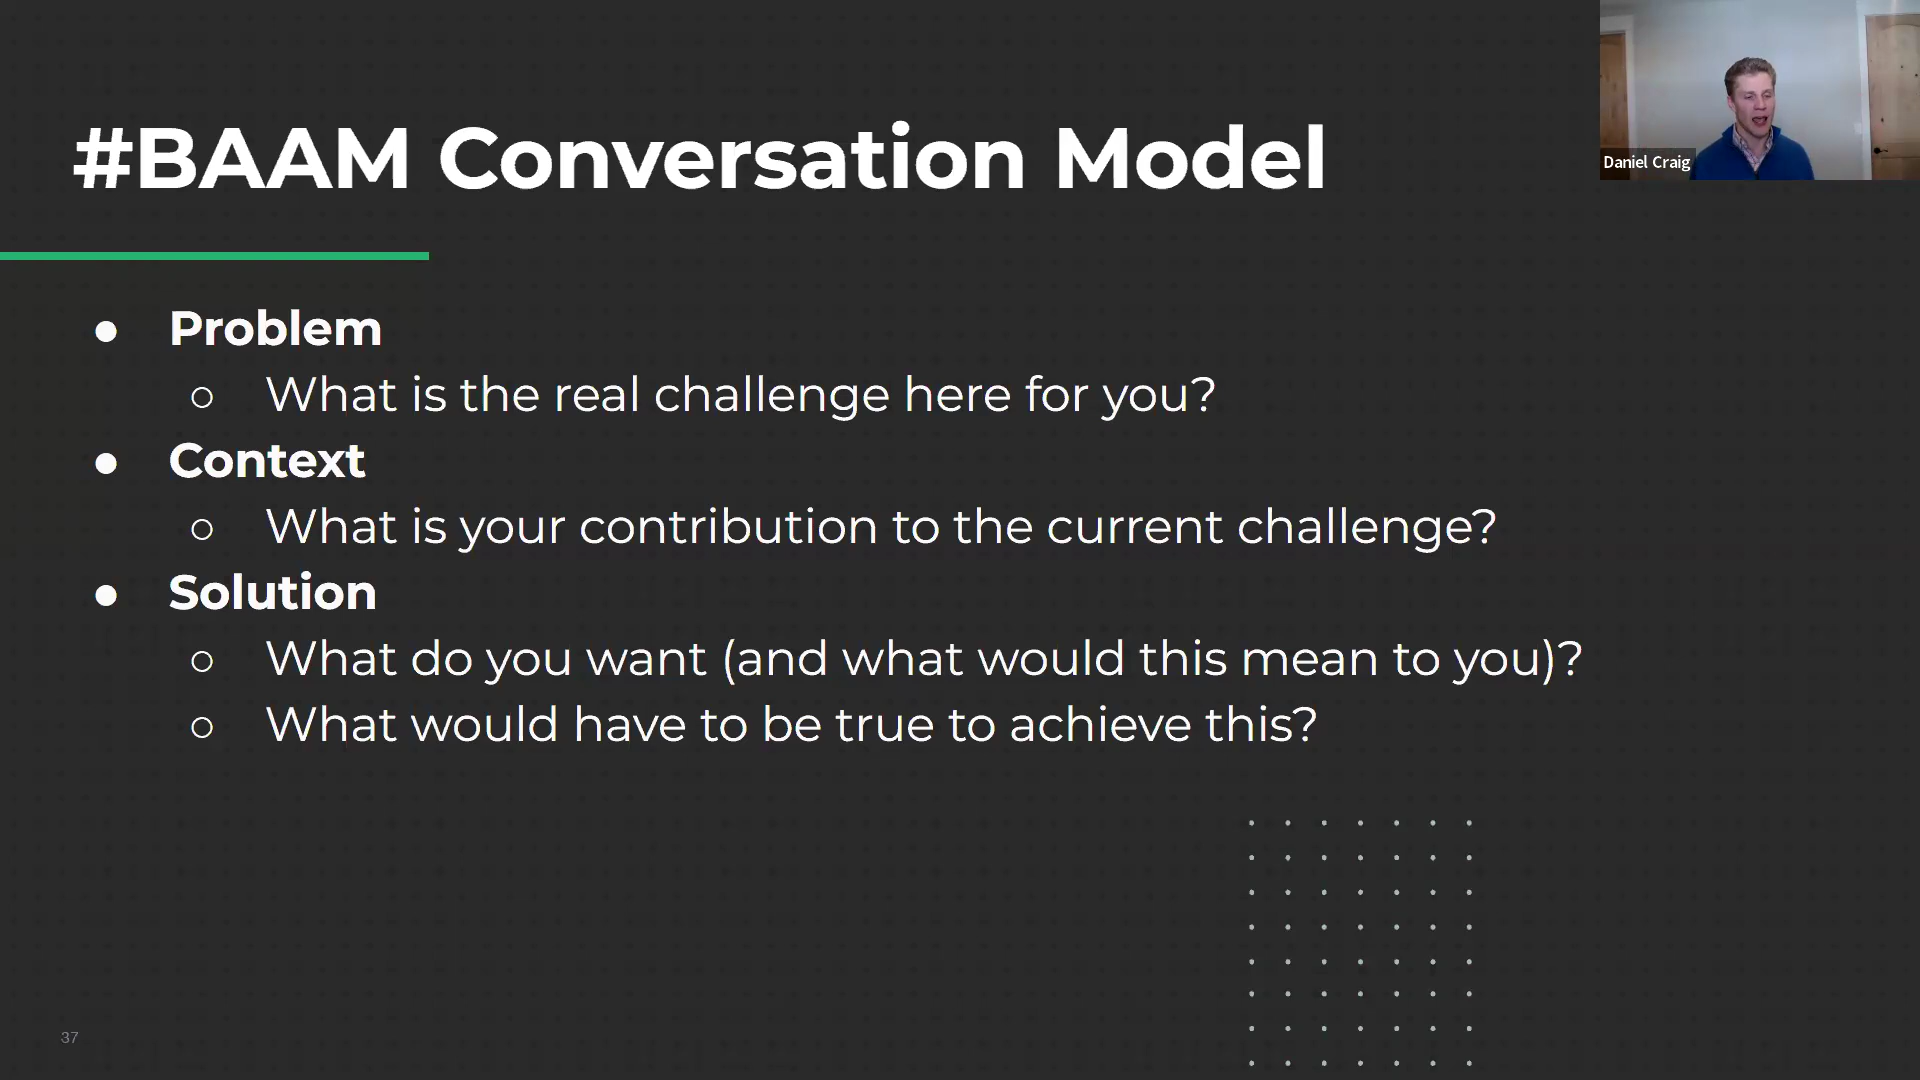 #BAAM Conversation Model
Daniel Craig
● Problem
○ What is the real challenge here for you?
● Context
○ What is your contribution to the current challenge?
● Solution
○ What do you want (and what would this mean to you)?
○ What would have to be true to achieve this?
37